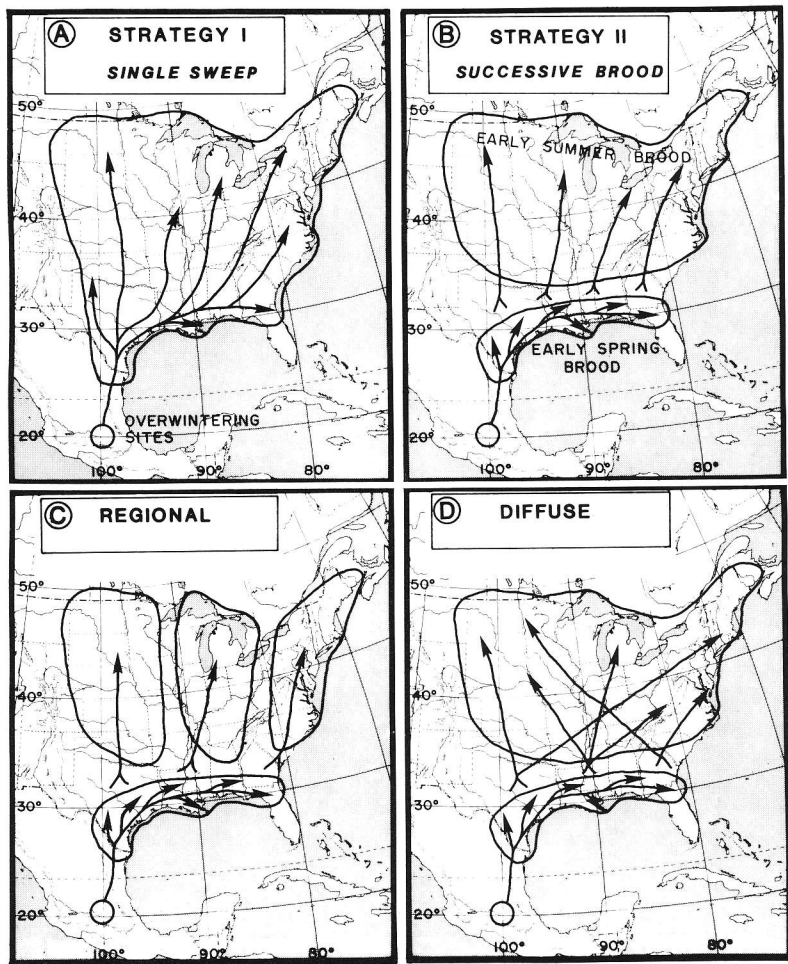 A STRATEGY I
SINGLE SWEEP
50°
40°
30°
20°
OVERWINTERING
SITES
100° 90° 80°
B STRATEGY II
SUCCESSIVE BROOD
50°
EARLY SUMMER BROOD
40°
30°
EARLY SPRING
BROOD
20°
100° 90° 80°
C REGIONAL
50°
40°
30°
20°
100° 90° 80°
D DIFFUSE
50°
40°
30°
20°
100° 90° 80°